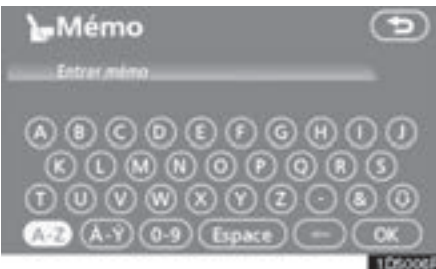 Mémo
Entrer mémo
A B C D E F G H I J
K L M N O P Q R S
T U V W X Y Z - &
A-Z À-Ÿ 0-9 Espace ← OK